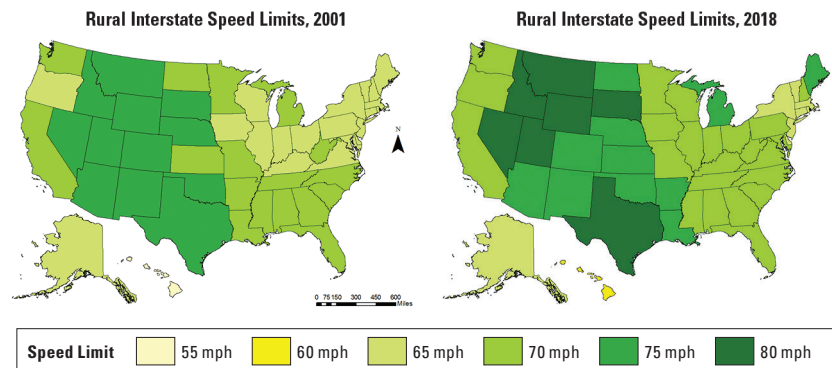 Rural Interstate Speed Limits, 2001
Rural Interstate Speed Limits, 2018
N
0 75 150 300 450 600
Miles
Speed Limit 55 mph 60 mph 65 mph 70 mph 75 mph 80 mph